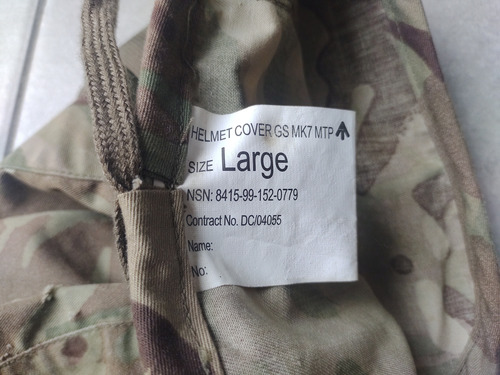 HELMET COVER GS MK7 MTP
SIZE Large
NSN: 8415-99-152-0779
Contract No. DC/04055
Name:
No: